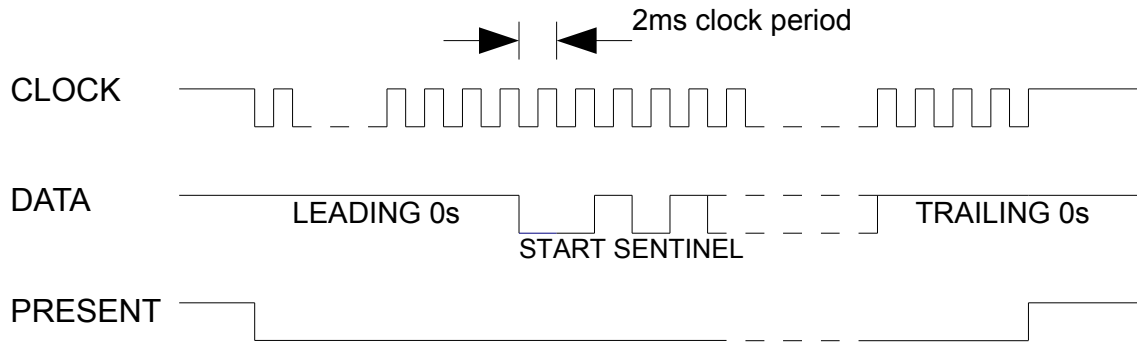 2ms clock period
CLOCK
DATA
LEADING 0s
TRAILING 0s
START SENTINEL
PRESENT